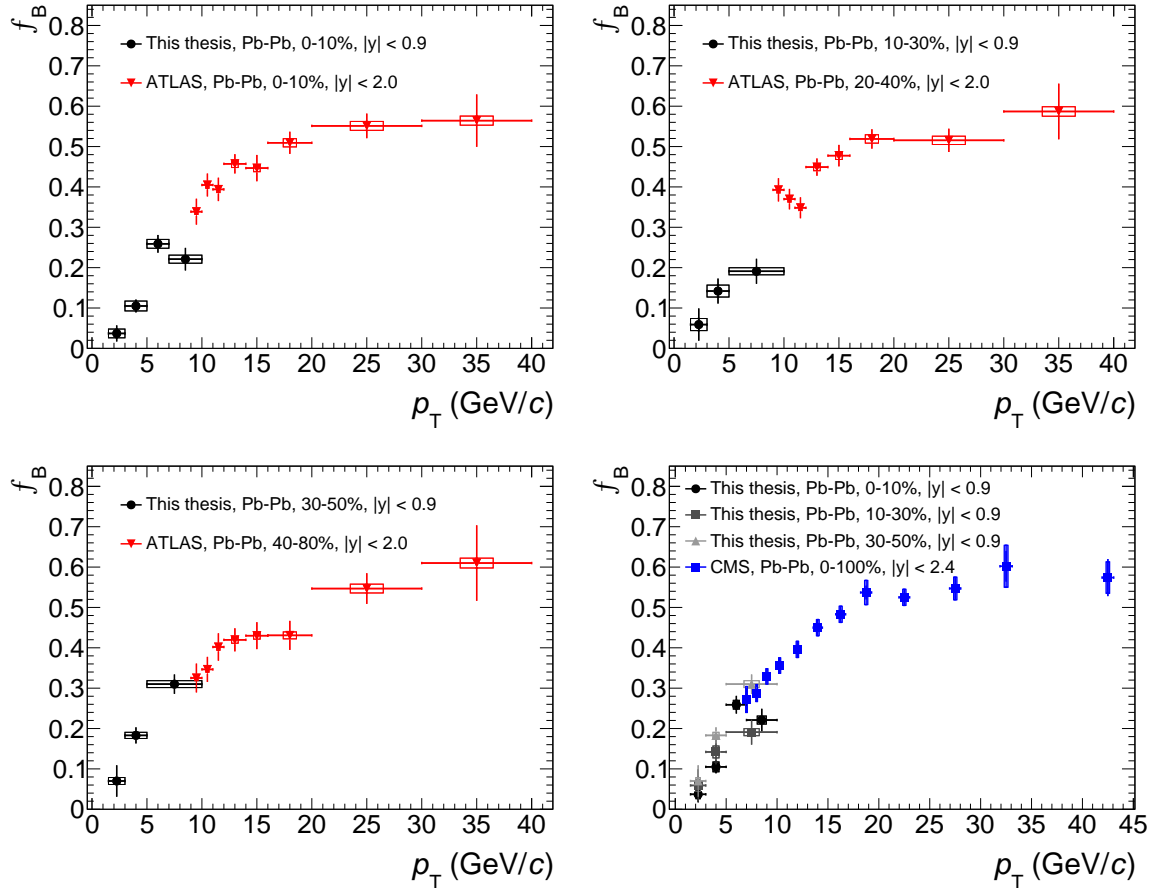 f_B
0.8
0.7
0.6
0.5
0.4
0.3
0.2
0.1
0
This thesis, Pb-Pb, 0-10%, |y| < 0.9
ATLAS, Pb-Pb, 0-10%, |y| < 2.0
0 5 10 15 20 25 30 35 40
p_T (GeV/c)
f_B
0.8
0.7
0.6
0.5
0.4
0.3
0.2
0.1
0
This thesis, Pb-Pb, 10-30%, |y| < 0.9
ATLAS, Pb-Pb, 20-40%, |y| < 2.0
0 5 10 15 20 25 30 35 40
p_T (GeV/c)
f_B
0.8
0.7
0.6
0.5
0.4
0.3
0.2
0.1
0
This thesis, Pb-Pb, 30-50%, |y| < 0.9
ATLAS, Pb-Pb, 40-80%, |y| < 2.0
0 5 10 15 20 25 30 35 40
p_T (GeV/c)
f_B
0.8
0.7
0.6
0.5
0.4
0.3
0.2
0.1
0
This thesis, Pb-Pb, 0-10%, |y| < 0.9
This thesis, Pb-Pb, 10-30%, |y| < 0.9
This thesis, Pb-Pb, 30-50%, |y| < 0.9
CMS, Pb-Pb, 0-100%, |y| < 2.4
0 5 10 15 20 25 30 35 40 45
p_T (GeV/c)